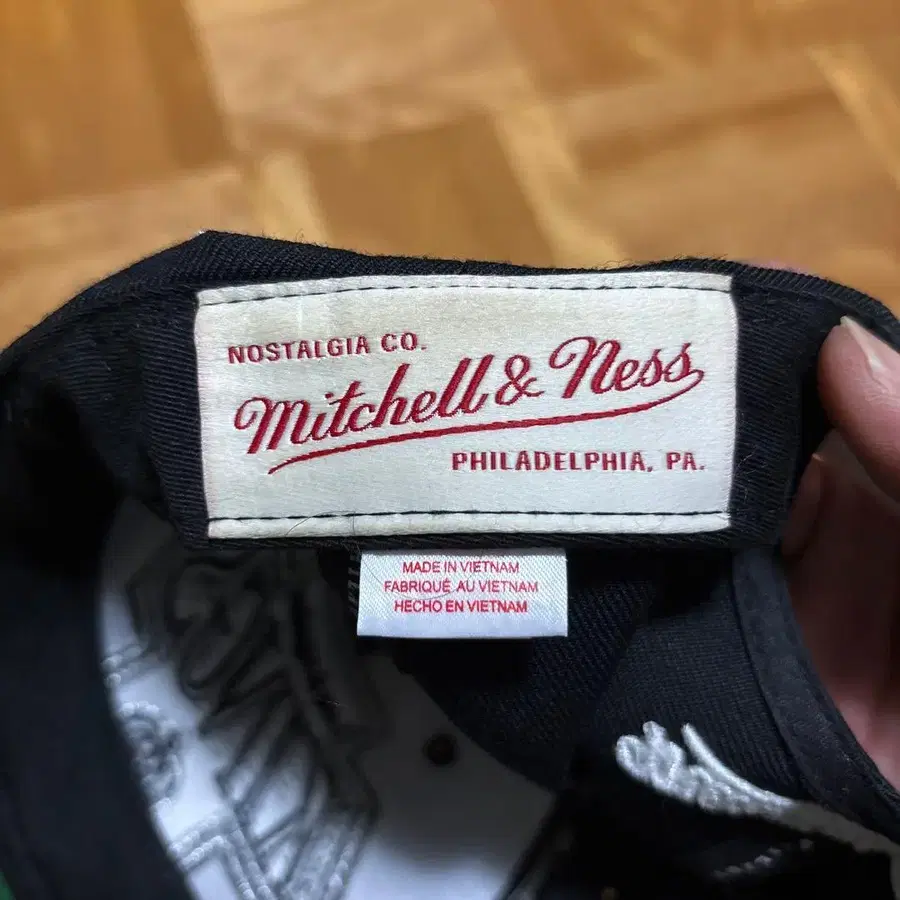 NOSTALGIA CO.
Mitchell & Ness
PHILADELPHIA, PA.
MADE IN VIETNAM
FABRIQUÉ AU VIETNAM
HECHO EN VIETNAM